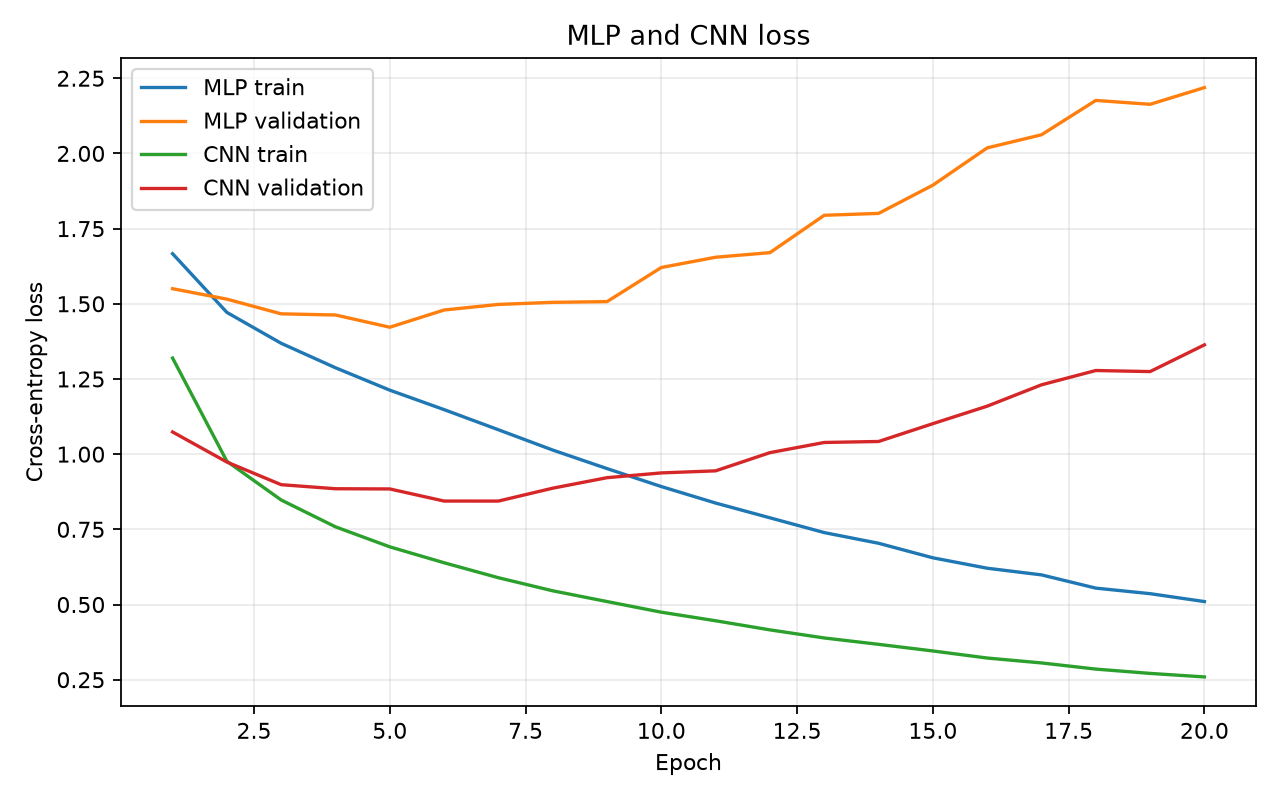 MLP and CNN loss
MLP train
MLP validation
CNN train
CNN validation
Cross-entropy loss
2.25
2.00
1.75
1.50
1.25
1.00
0.75
0.50
0.25
2.5 5.0 7.5 10.0 12.5 15.0 17.5 20.0
Epoch